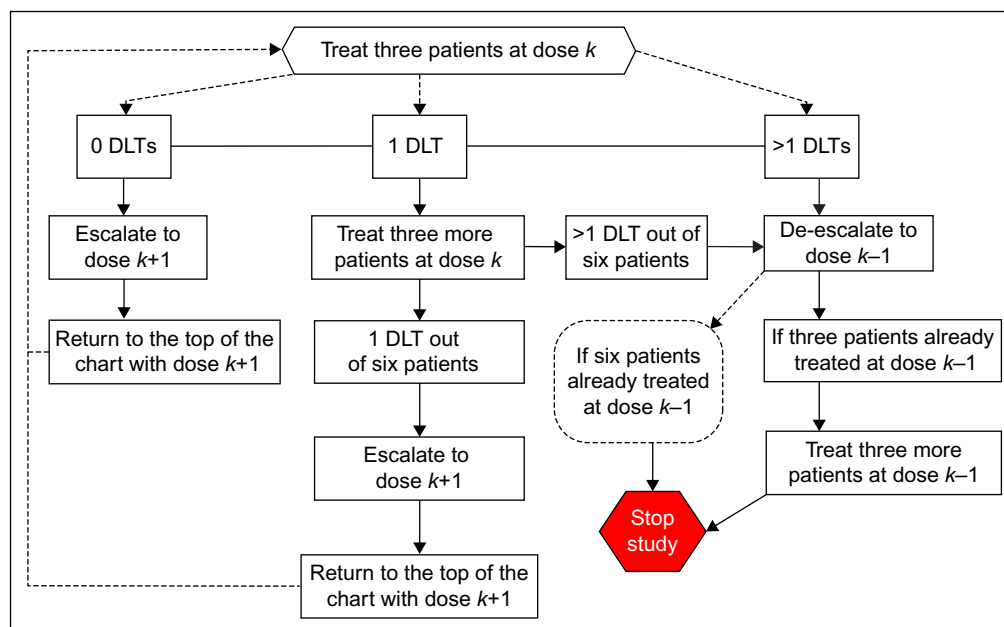 Treat three patients at dose k
0 DLTs
1 DLT
>1 DLTs
Escalate to
dose k+1
Treat three more
patients at dose k
>1 DLT out of
six patients
De-escalate to
dose k–1
Return to the top of the
chart with dose k+1
1 DLT out
of six patients
If six patients
already treated
at dose k–1
If three patients already
treated at dose k–1
Escalate to
dose k+1
Treat three more
patients at dose k–1
Stop
study
Return to the top of the
chart with dose k+1